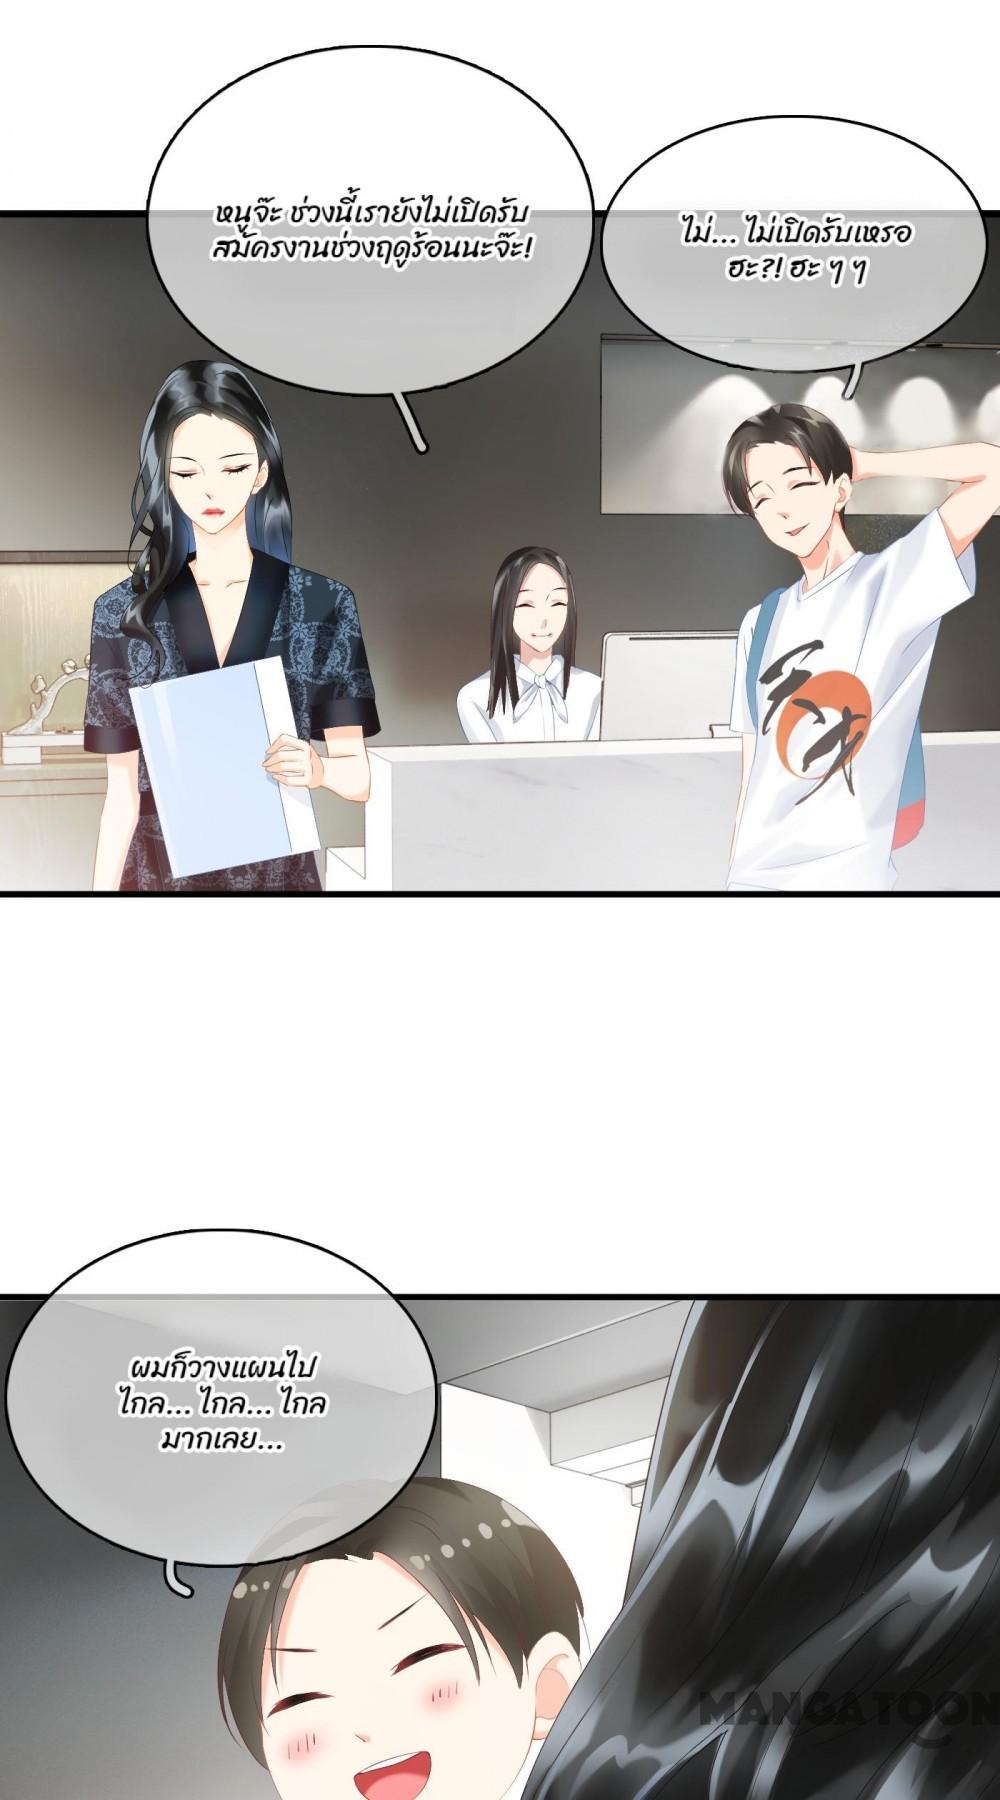 หนูจ๊ะ ช่วงนี้เรายังไม่เปิดรับ
สมัครงานช่วงฤดูร้อนนะจ๊ะ!
ไม่... ไม่เปิดรับเหรอ
ฮะ?! ฮะ ๆ ๆ
天才
ผมก็วางแผนไป
ไกล... ไกล... ไกล
มากเลย...
MANGATOON